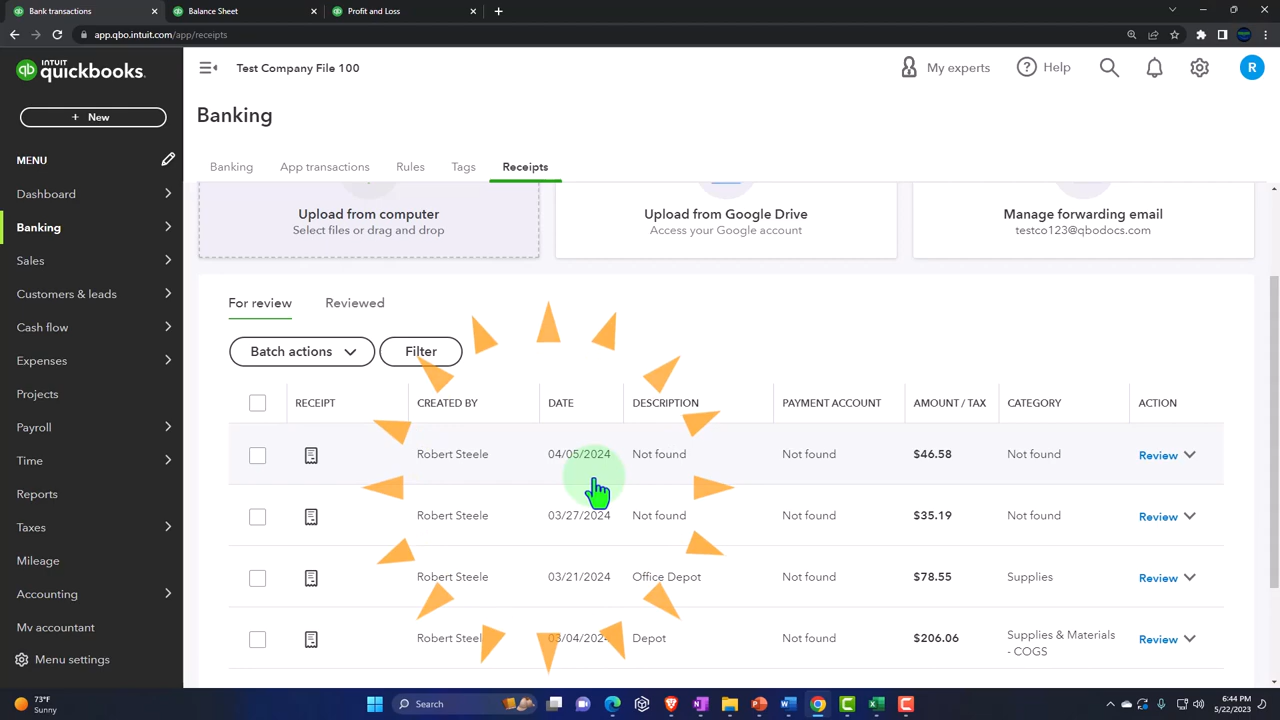 Bank transactions
Balance Sheet
Profit and Loss
app.qbo.intuit.com/app/receipts
INTUIT
quickbooks.
Test Company File 100
My experts
Help
R
+ New
Banking
MENU
Banking App transactions Rules Tags Receipts
Dashboard
Banking
Sales
Customers & leads
Cash flow
Expenses
Projects
Payroll
Time
Reports
Taxes
Mileage
Accounting
My accountant
Menu settings
Upload from computer
Select files or drag and drop
Upload from Google Drive
Access your Google account
Manage forwarding email
testco123@qbodocs.com
For review Reviewed
Batch actions Filter
RECEIPT CREATED BY DATE DESCRIPTION PAYMENT ACCOUNT AMOUNT / TAX CATEGORY ACTION
Robert Steele 04/05/2024 Not found Not found $46.58 Not found Review
Robert Steele 03/27/2024 Not found Not found $35.19 Not found Review
Robert Steele 03/21/2024 Office Depot Not found $78.55 Supplies Review
Robert Steele 03/04/2024 Depot Not found $206.06 Supplies & Materials Review
- COGS
73°F
Sunny
Search
6:44 PM
5/22/2023